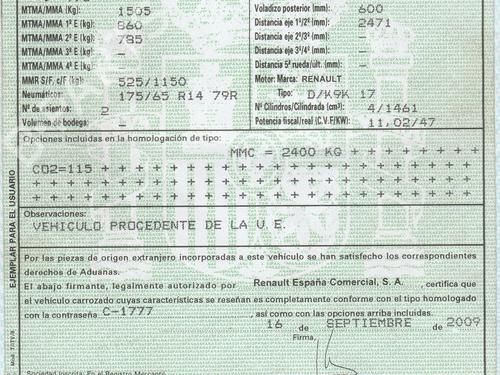 MTMA/MMA (Kg): 1505
MTMA/MMA 1º E (kg): 860
MTMA/MMA 2º E (kg): 785
MTMA/MMA 3º E (kg): —
MTMA/MMA 4º E (kg): —
MMR S/F, c/F (kg): 525/1150
Neumáticos: 175/65 R14 79R
Nº de asientos: 2
Volumen de bodega: —
Voladizo posterior (mm): 600
Distancia eje 1º/2º (mm): 2471
Distancia eje 2º/3º (mm): —
Distancia eje 3º/4º (mm): —
Distancia 5ª rueda/últ. (mm): —
Motor: Marca: RENAULT
Tipo: D/K9K 17
Nº Cilindros/Cilindrada (cm³): 4/1461
Potencia fiscal/real (C.V.F/KW): 11,02/47
Opciones incluidas en la homologación de tipo:
MMC = 2400 KG + + + + + + + +
CO2=115 + + + + + + + + + + + + + + + + + + + +
+ + + + + + + + + + + + + + + + + + + + + + + +
+ + + + + + + + + + + + + + + + + + + + + + + +
Observaciones:
VEHICULO PROCEDENTE DE LA U.E.
Por las piezas de origen extranjero incorporadas a este vehículo se han satisfecho los correspondientes
derechos de Aduanas.
El abajo firmante, legalmente autorizado por Renault España Comercial, S. A. , certifica que
el vehículo carrozado cuyas características se reseñan es completamente conforme con el tipo homologado
con la contraseña C-1777 , así como con las opciones arriba incluidas.
16 de SEPTIEMBRE de 2009
Firma,
Sociedad Inscrita: En el Registro Mercantil
EJEMPLAR PARA EL USUARIO